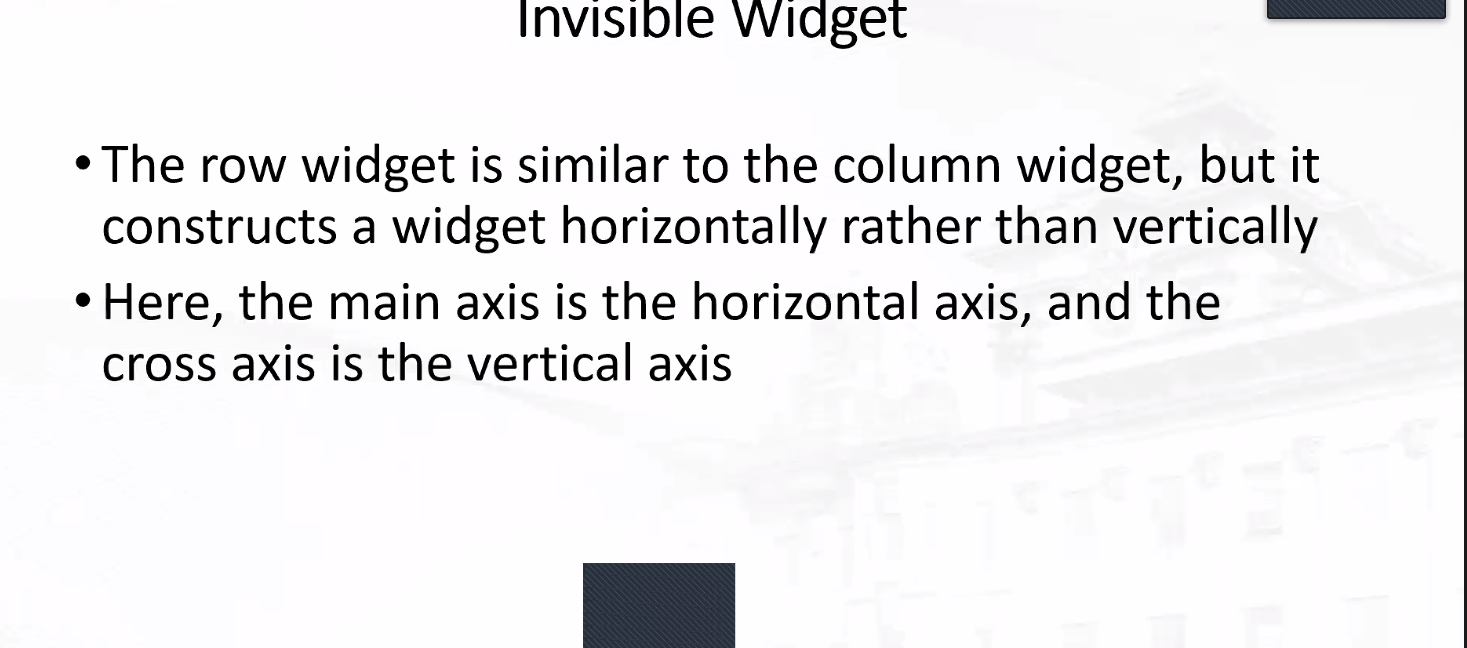 Invisible Widget
• The row widget is similar to the column widget, but it
constructs a widget horizontally rather than vertically
• Here, the main axis is the horizontal axis, and the
cross axis is the vertical axis